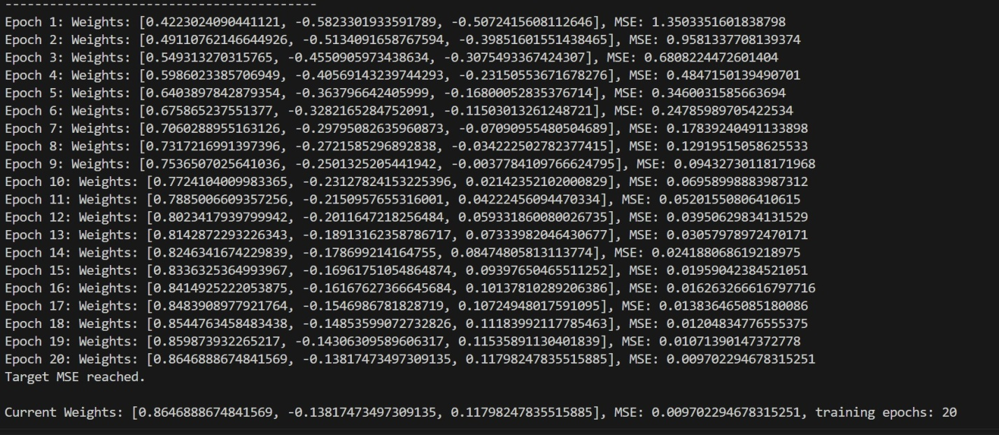 ------------------------------------------
Epoch 1: Weights: [0.4223024090441121, -0.5823301933591789, -0.5072415608112646], MSE: 1.3503351601838798
Epoch 2: Weights: [0.49110762146644926, -0.5134091658767594, -0.39851601551438465], MSE: 0.9581337708139374
Epoch 3: Weights: [0.549313270315765, -0.4550905973438634, -0.3075493367424307], MSE: 0.6808224472601404
Epoch 4: Weights: [0.5986023385706949, -0.40569143239744293, -0.23150553671678276], MSE: 0.4847150139490701
Epoch 5: Weights: [0.6403897842879354, -0.363796642405999, -0.16800052835376714], MSE: 0.3460031585663694
Epoch 6: Weights: [0.675865237551377, -0.3282165284752091, -0.11503013261248721], MSE: 0.24785989705422534
Epoch 7: Weights: [0.7060288955163126, -0.29795082635960873, -0.07090955480504689], MSE: 0.17839240491133898
Epoch 8: Weights: [0.7317216991397396, -0.2721585296892838, -0.034222502782377415], MSE: 0.12919515058625533
Epoch 9: Weights: [0.7536507025641036, -0.2501325205441942, -0.0037784109766624795], MSE: 0.09432730118171968
Epoch 10: Weights: [0.7724104009983365, -0.23127824153225396, 0.02142352102000829], MSE: 0.06958998883987312
Epoch 11: Weights: [0.7885006609357256, -0.2150957655316001, 0.04222456094470334], MSE: 0.05201550806410615
Epoch 12: Weights: [0.8023417939799942, -0.2011647218256484, 0.059331860080026735], MSE: 0.03950629834131529
Epoch 13: Weights: [0.8142872293226343, -0.18913162358786717, 0.07333982046430677], MSE: 0.03057978972470171
Epoch 14: Weights: [0.8246341674229839, -0.178699214164755, 0.08474805813113774], MSE: 0.024188068619218975
Epoch 15: Weights: [0.8336325364993967, -0.16961751054864874, 0.09397650465511252], MSE: 0.01959042384521051
Epoch 16: Weights: [0.8414925222053875, -0.16167627366645684, 0.10137810289206386], MSE: 0.016263266616797716
Epoch 17: Weights: [0.8483908977921764, -0.1546986781828719, 0.10724948017591095], MSE: 0.013836465085180086
Epoch 18: Weights: [0.8544763458483438, -0.14853599072732826, 0.11183992117785463], MSE: 0.01204834776555375
Epoch 19: Weights: [0.859873932265217, -0.14306309589606317, 0.11535891130401839], MSE: 0.01071390147372778
Epoch 20: Weights: [0.8646888674841569, -0.13817473497309135, 0.11798247835515885], MSE: 0.009702294678315251
Target MSE reached.
Current Weights: [0.8646888674841569, -0.13817473497309135, 0.11798247835515885], MSE: 0.009702294678315251, training epochs: 20